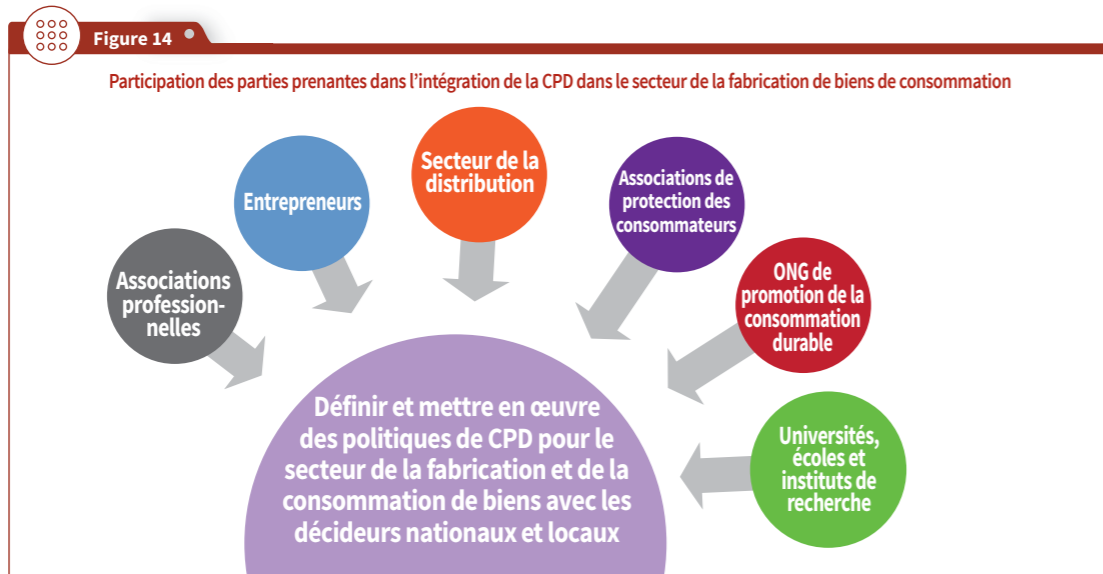 Figure 14
Participation des parties prenantes dans l’intégration de la CPD dans le secteur de la fabrication de biens de consommation
Associations
profession-
nelles
Entrepreneurs
Secteur de la
distribution
Associations de
protection des
consommateurs
ONG de
promotion de la
consommation
durable
Universités,
écoles et
instituts de
recherche
Définir et mettre en œuvre
des politiques de CPD pour le
secteur de la fabrication et de la
consommation de biens avec les
décideurs nationaux et locaux